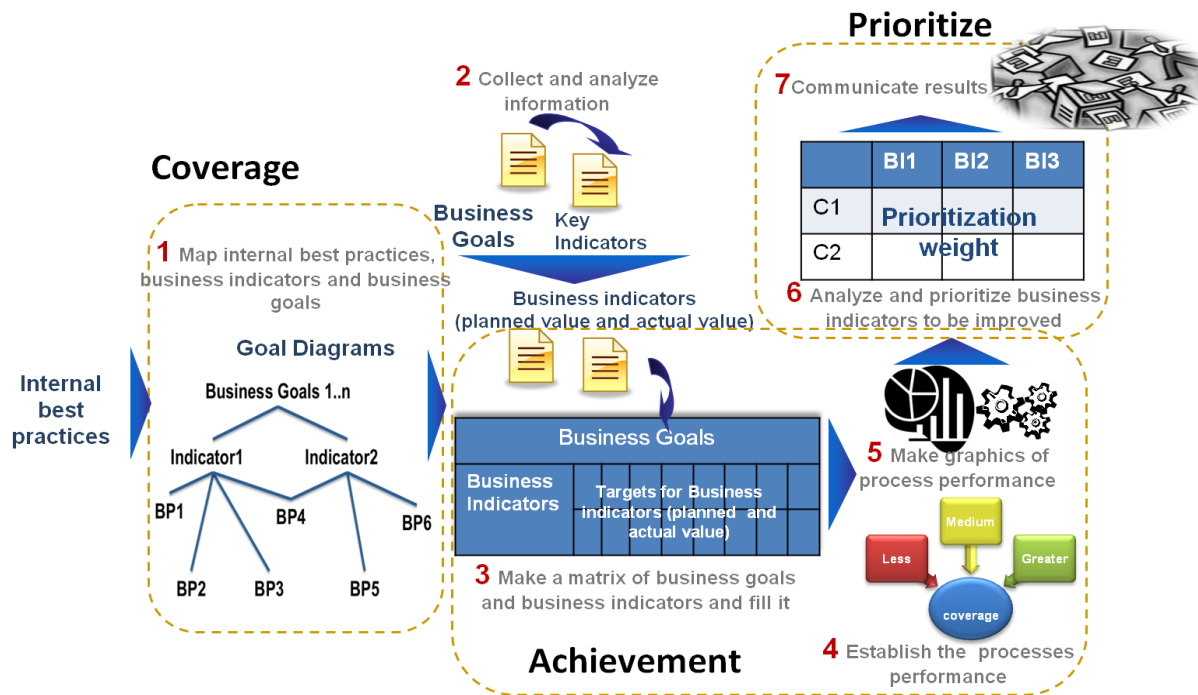 Prioritize
7 Communicate results
BI1 BI2 BI3
C1
C2
Prioritization
weight
6 Analyze and prioritize business
indicators to be improved
2 Collect and analyze
information
Business
Goals
Key
Indicators
Business indicators
(planned value and actual value)
Coverage
1 Map internal best practices,
business indicators and business
goals
Goal Diagrams
Business Goals 1..n
Indicator1 Indicator2
BP1 BP4 BP6
BP2 BP3 BP5
Internal
best
practices
Business Goals
Business
Indicators
Targets for Business
indicators (planned and
actual value)
3 Make a matrix of business goals
and business indicators and fill it
Achievement
5 Make graphics of
process performance
Medium
Less Greater
coverage
4 Establish the processes
performance